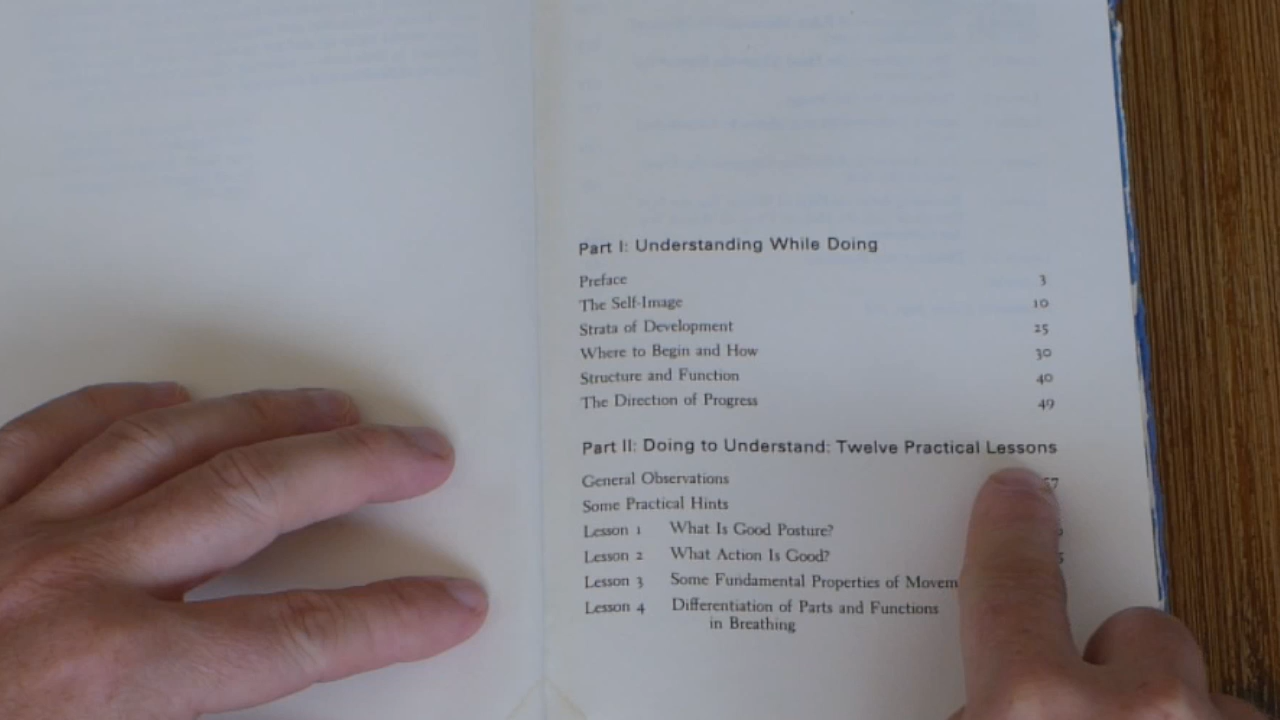 Part I: Understanding While Doing
Preface 3
The Self-Image 10
Strata of Development 25
Where to Begin and How 30
Structure and Function 40
The Direction of Progress 49
Part II: Doing to Understand: Twelve Practical Lessons
General Observations
Some Practical Hints
Lesson 1 What Is Good Posture?
Lesson 2 What Action Is Good?
Lesson 3 Some Fundamental Properties of Movem
Lesson 4 Differentiation of Parts and Functions
in Breathing